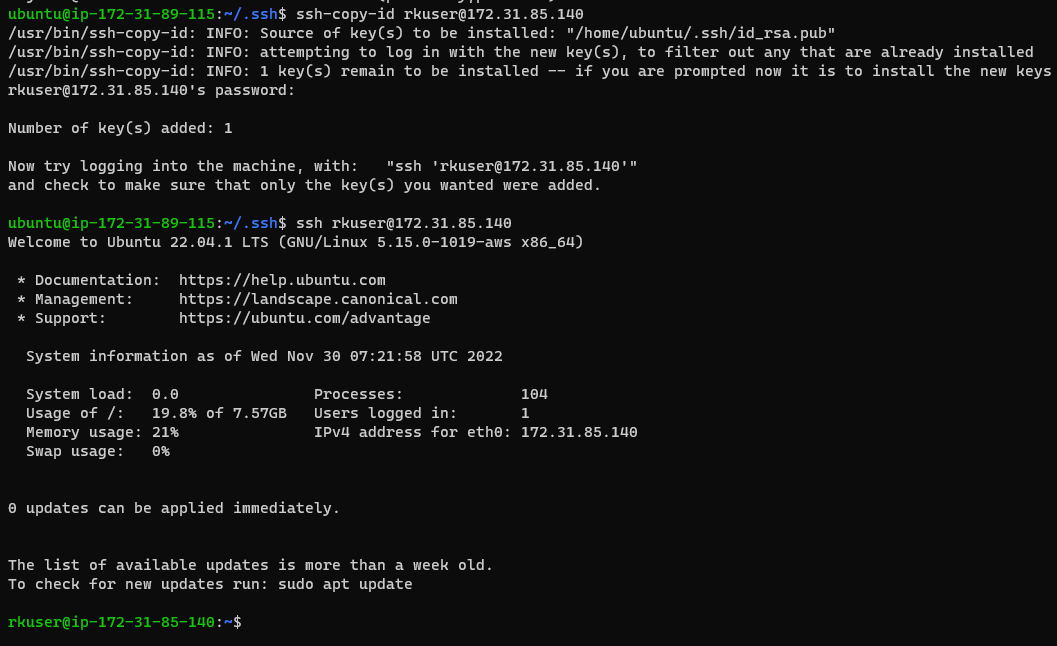 ubuntu@ip-172-31-89-115:~/.ssh$ ssh-copy-id rkuser@172.31.85.140
/usr/bin/ssh-copy-id: INFO: Source of key(s) to be installed: "/home/ubuntu/.ssh/id_rsa.pub"
/usr/bin/ssh-copy-id: INFO: attempting to log in with the new key(s), to filter out any that are already installed
/usr/bin/ssh-copy-id: INFO: 1 key(s) remain to be installed -- if you are prompted now it is to install the new keys
rkuser@172.31.85.140's password:
Number of key(s) added: 1
Now try logging into the machine, with:   "ssh 'rkuser@172.31.85.140'"
and check to make sure that only the key(s) you wanted were added.
ubuntu@ip-172-31-89-115:~/.ssh$ ssh rkuser@172.31.85.140
Welcome to Ubuntu 22.04.1 LTS (GNU/Linux 5.15.0-1019-aws x86_64)
 * Documentation:  https://help.ubuntu.com
 * Management:     https://landscape.canonical.com
 * Support:        https://ubuntu.com/advantage
  System information as of Wed Nov 30 07:21:58 UTC 2022
  System load:  0.0               Processes:             104
  Usage of /:   19.8% of 7.57GB   Users logged in:       1
  Memory usage: 21%               IPv4 address for eth0: 172.31.85.140
  Swap usage:   0%
0 updates can be applied immediately.
The list of available updates is more than a week old.
To check for new updates run: sudo apt update
rkuser@ip-172-31-85-140:~$